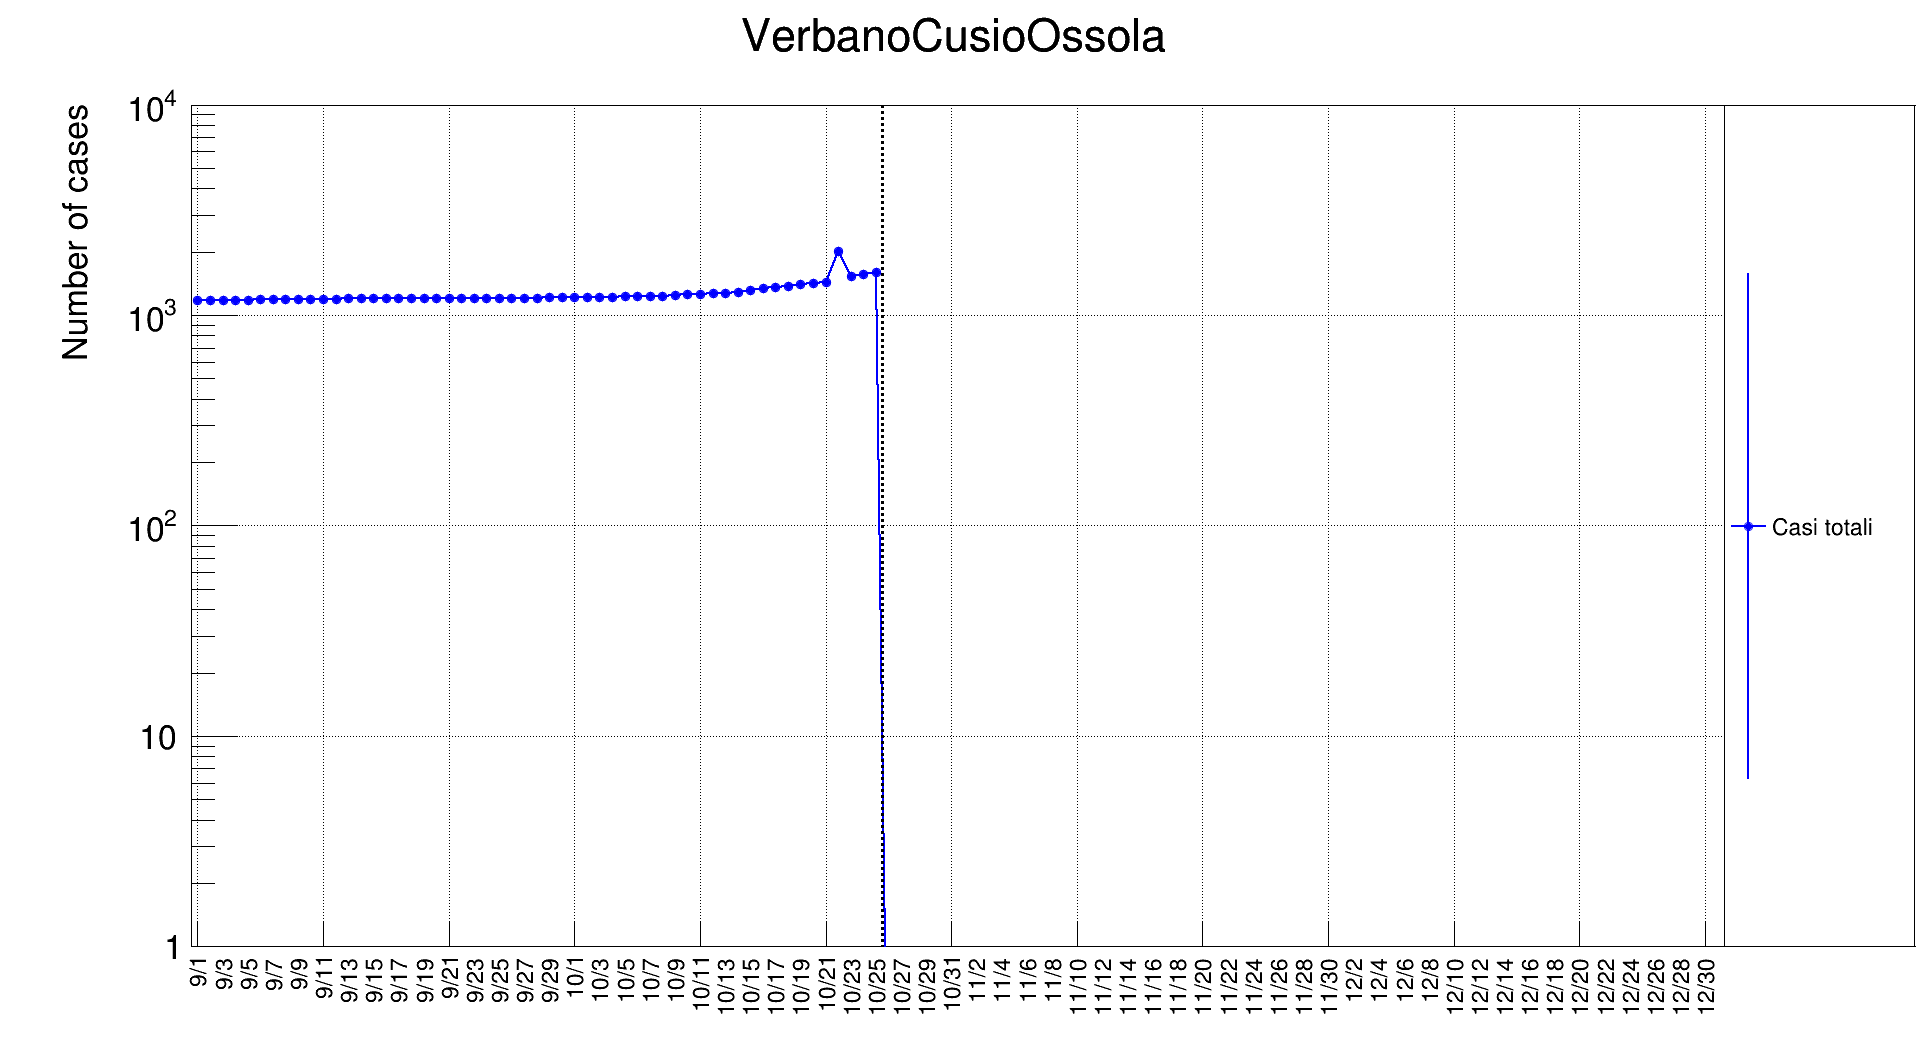 VerbanoCusioOssola
Number of cases
10^4
10^3
10^2
10
1
Casi totali
9/1 9/3 9/5 9/7 9/9 9/11 9/13 9/15 9/17 9/19 9/21 9/23 9/25 9/27 9/29 10/1 10/3 10/5 10/7 10/9 10/11 10/13 10/15 10/17 10/19 10/21 10/23 10/25 10/27 10/29 10/31 11/2 11/4 11/6 11/8 11/10 11/12 11/14 11/16 11/18 11/20 11/22 11/24 11/26 11/28 11/30 12/2 12/4 12/6 12/8 12/10 12/12 12/14 12/16 12/18 12/20 12/22 12/24 12/26 12/28 12/30